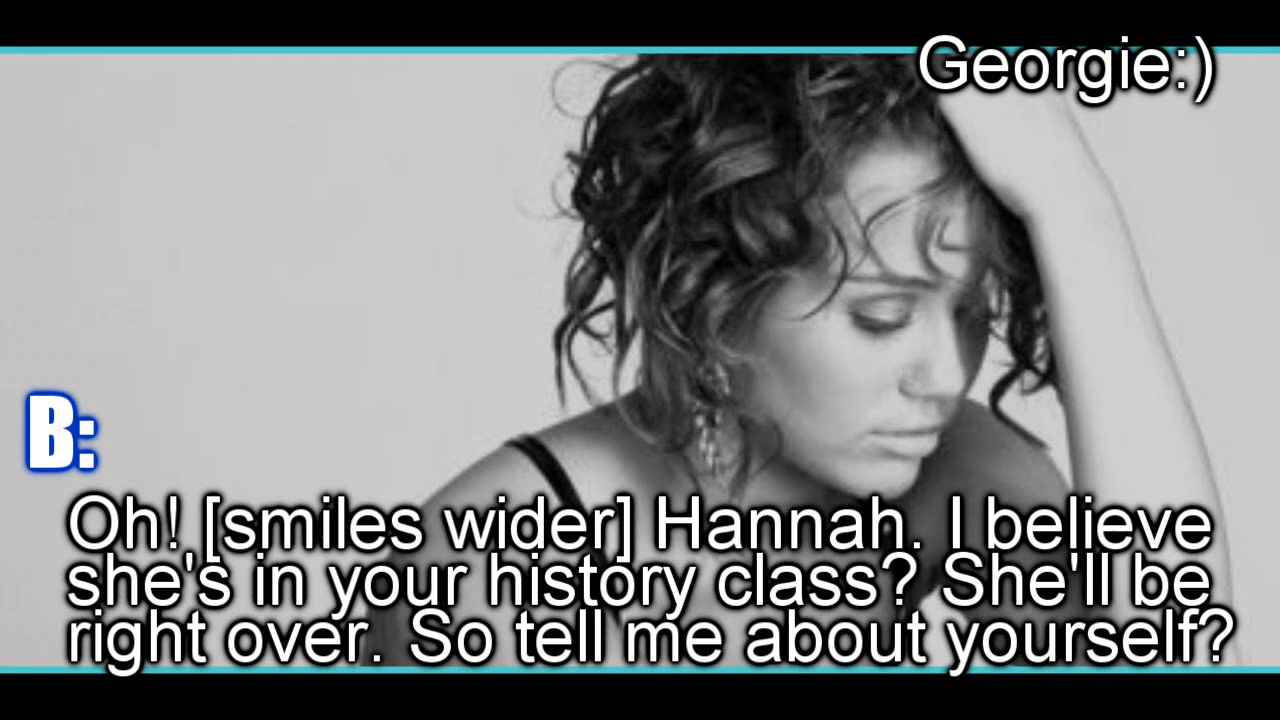 Georgie:)
B:
Oh! [smiles wider] Hannah. I believe
she's in your history class? She'll be
right over. So tell me about yourself?